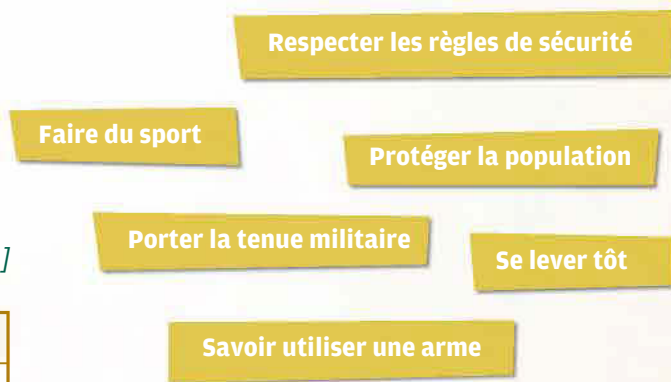 Respecter les règles de sécurité
Faire du sport
Protéger la population
Porter la tenue militaire
]
Se lever tôt
Savoir utiliser une arme